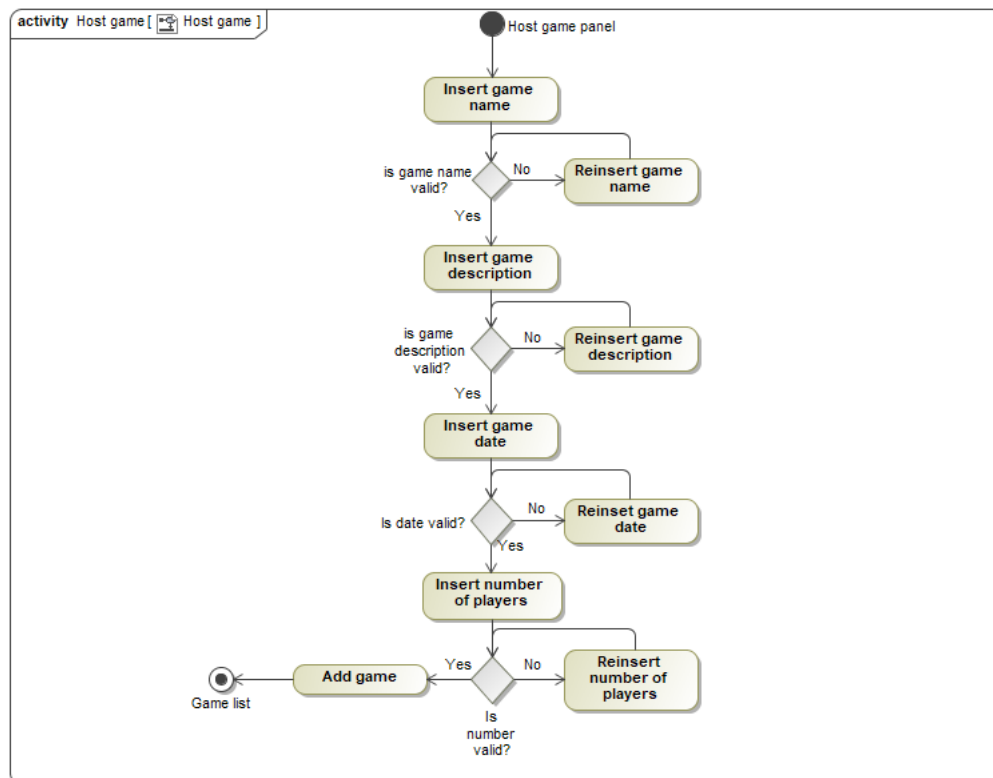 activity Host game [ Host game ]
Host game panel
Insert game
name
is game name
valid?
No
Reinsert game
name
Yes
Insert game
description
is game
description
valid?
No
Reinsert game
description
Yes
Insert game
date
Is date valid?
No
Reinset game
date
Yes
Insert number
of players
Game list
Add game
Yes
Is
number
valid?
No
Reinsert
number of
players